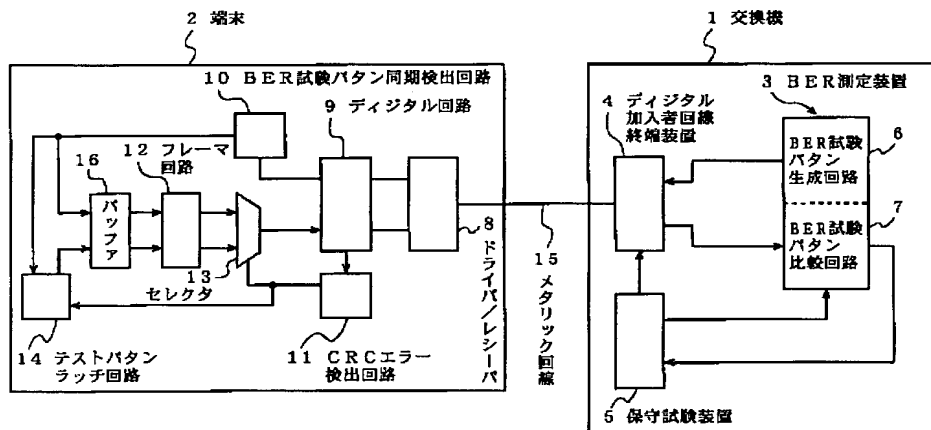 2 端末
1 交換機
10 BER試験パタン同期検出回路
9 ディジタル回路
12 フレーマ
回路
16
バッファ
13
セレクタ
14 テストパタン
ラッチ回路
11 CRCエラー
検出回路
8 ドライバ/レシーバ
15 メタリック回線
3 BER測定装置
4 ディジタル
加入者回線
終端装置
BER試験
パタン
生成回路
6
BER試験
パタン
比較回路
7
5 保守試験装置